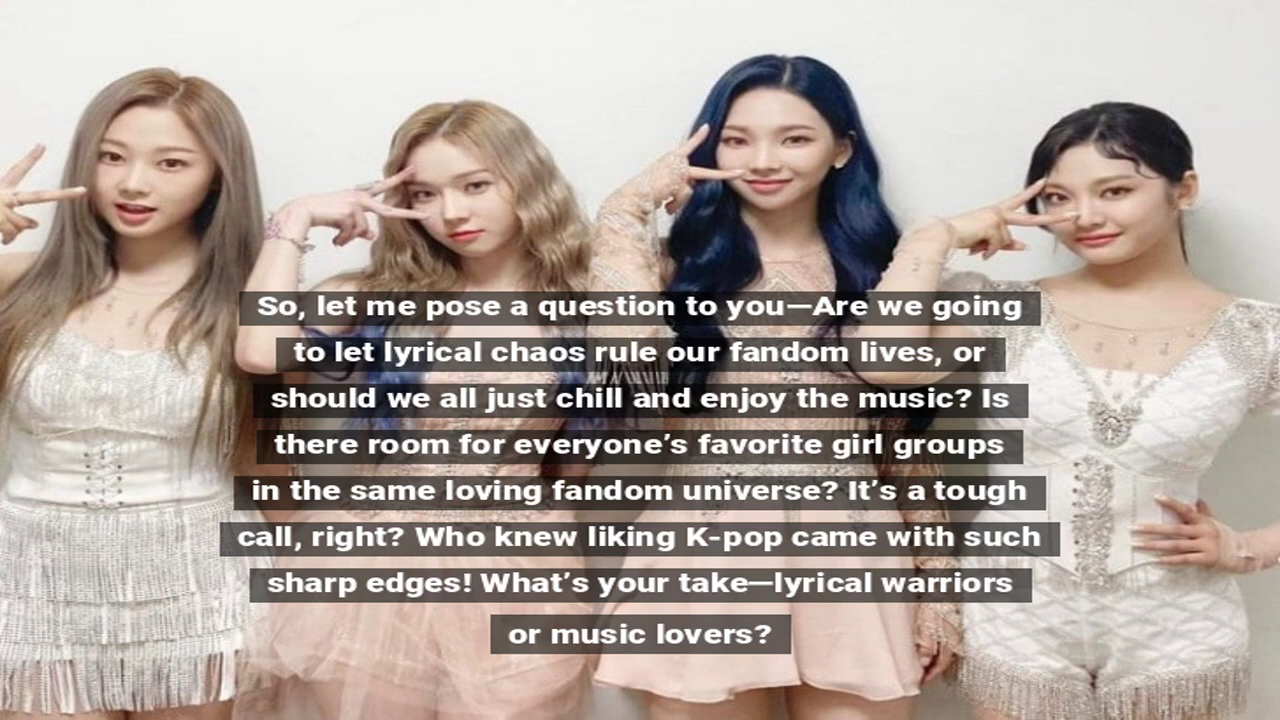 So, let me pose a question to you—Are we going
to let lyrical chaos rule our fandom lives, or
should we all just chill and enjoy the music? Is
there room for everyone’s favorite girl groups
in the same loving fandom universe? It’s a tough
call, right? Who knew liking K-pop came with such
sharp edges! What’s your take—lyrical warriors
or music lovers?